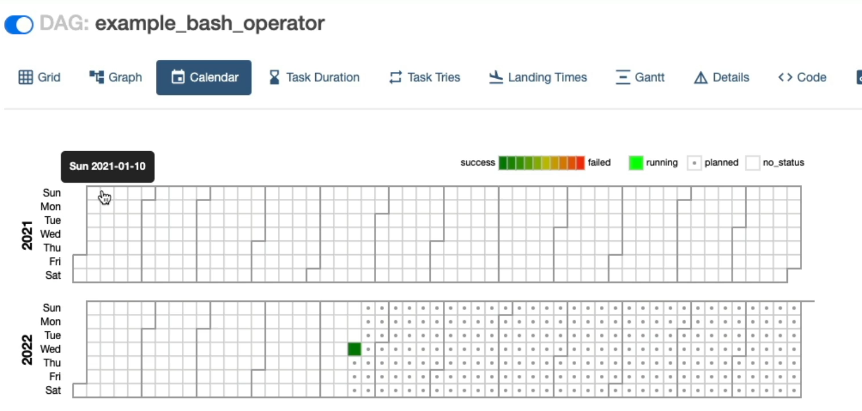 DAG: example_bash_operator
Grid Graph Calendar Task Duration Task Tries Landing Times Gantt Details <> Code
Sun 2021-01-10
success failed running planned no_status
2021
Sun
Mon
Tue
Wed
Thu
Fri
Sat
2022
Sun
Mon
Tue
Wed
Thu
Fri
Sat